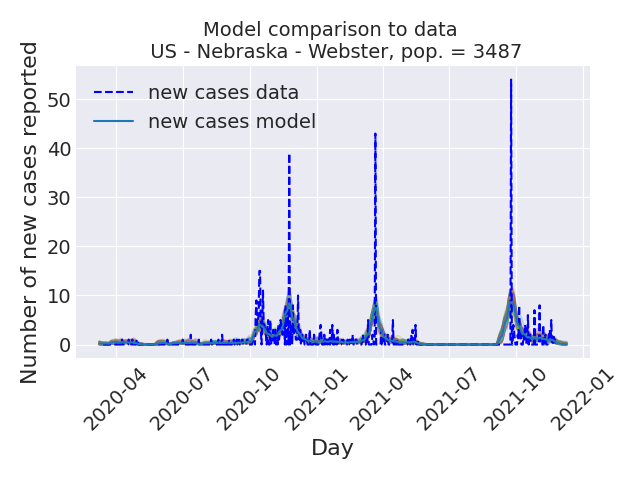 Model comparison to data
US - Nebraska - Webster, pop. = 3487
Number of new cases reported
new cases data
new cases model
50
40
30
20
10
0
2020-04
2020-07
2020-10
2021-01
2021-04
2021-07
2021-10
2022-01
Day